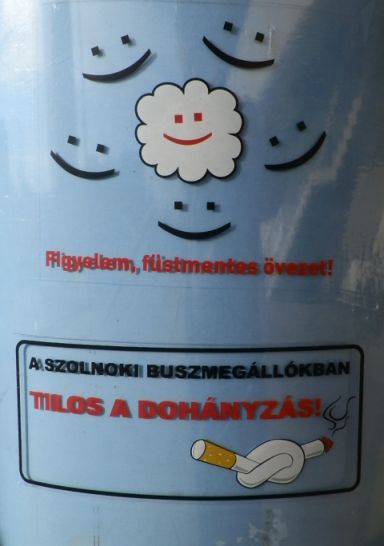 Figyelem, füstmentes övezet!
A SZOLNOKI BUSZMEGÁLLÓKBAN
TILOS A DOHÁNYZÁS!